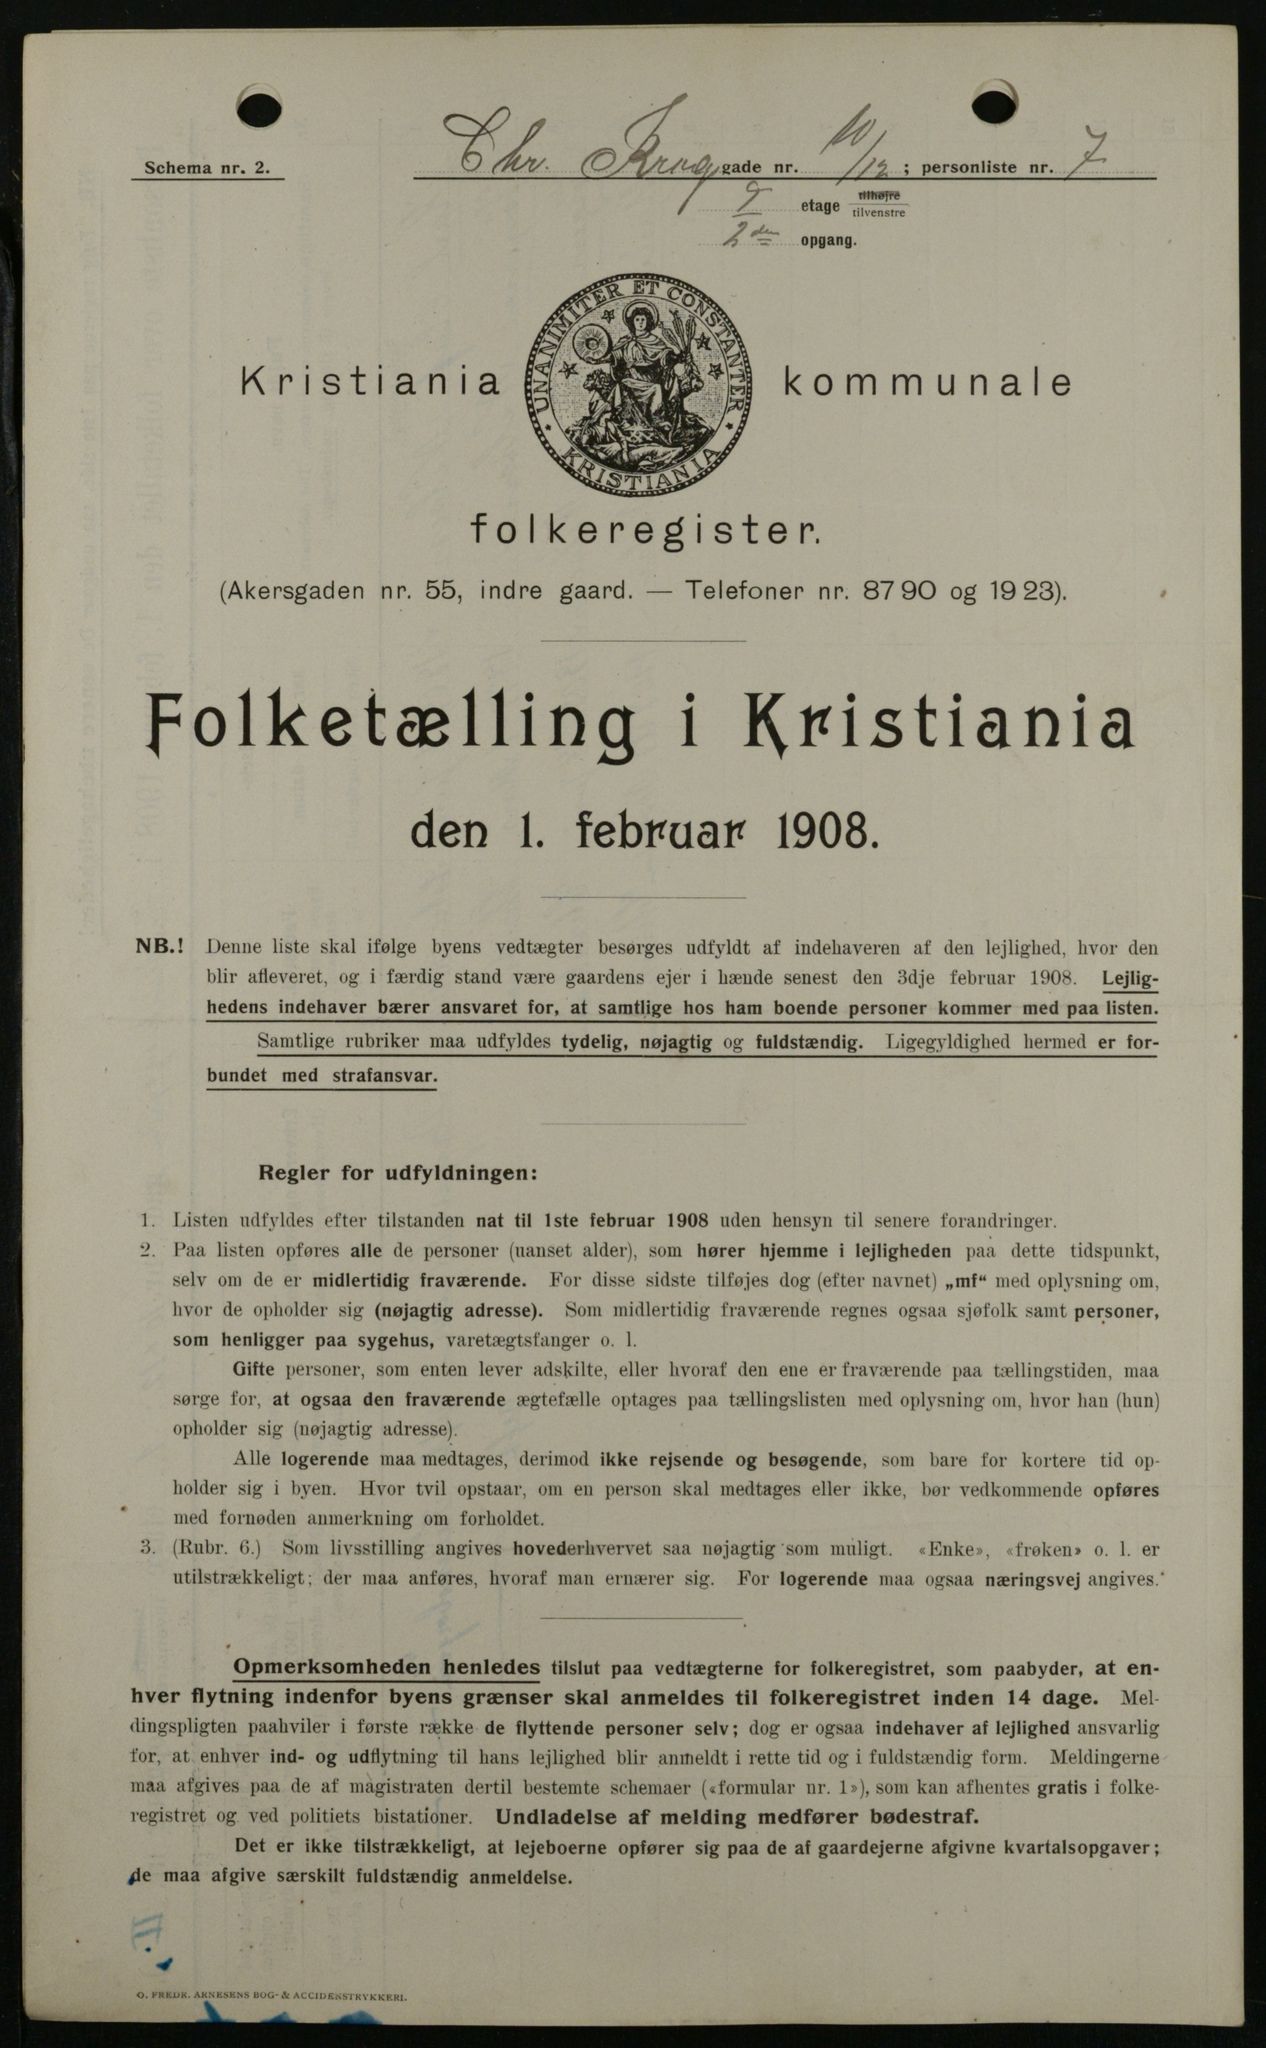 Schema nr. 2.
Chr. Krog gade nr. 10/12; personliste nr. 7
etage tilhøjre tilvenstre
2den opgang.
UNANIMITER ET CONSTANTER
KRISTIANIA
Kristiania kommunale
folkeregister.
(Akersgaden nr. 55, indre gaard. — Telefoner nr. 87 90 og 19 23).
Folketælling i Kristiania
den 1. februar 1908.
NB.! Denne liste skal ifølge byens vedtægter besørges udfyldt af indehaveren af den lejlighed, hvor den
blir afleveret, og i færdig stand være gaardens ejer i hænde senest den 3dje februar 1908. Lejlig-
hedens indehaver bærer ansvaret for, at samtlige hos ham boende personer kommer med paa listen.
Samtlige rubriker maa udfyldes tydelig, nøjagtig og fuldstændig. Ligegyldighed hermed er for-
bundet med strafansvar.
Regler for udfyldningen:
1. Listen udfyldes efter tilstanden nat til 1ste februar 1908 uden hensyn til senere forandringer.
2. Paa listen opføres alle de personer (uanset alder), som hører hjemme i lejligheden paa dette tidspunkt,
selv om de er midlertidig fraværende. For disse sidste tilføjes dog (efter navnet) „mf“ med oplysning om,
hvor de opholder sig (nøjagtig adresse). Som midlertidig fraværende regnes ogsaa sjøfolk samt personer,
som henligger paa sygehus, varetægtsfanger o. l.
Gifte personer, som enten lever adskilte, eller hvoraf den ene er fraværende paa tællingstiden, maa
sørge for, at ogsaa den fraværende ægtefælle optages paa tællingslisten med oplysning om, hvor han (hun)
opholder sig (nøjagtig adresse).
Alle logerende maa medtages, derimod ikke rejsende og besøgende, som bare for kortere tid op-
holder sig i byen. Hvor tvil opstaar, om en person skal medtages eller ikke, bør vedkommende opføres
med fornøden anmerkning om forholdet.
3. (Rubr. 6.) Som livsstilling angives hovederhvervet saa nøjagtig som muligt. «Enke», «frøken» o. l. er
utilstrækkeligt; der maa anføres, hvoraf man ernærer sig. For logerende maa ogsaa næringsvej angives.
Opmerksomheden henledes tilslut paa vedtægterne for folkeregistret, som paabyder, at en-
hver flytning indenfor byens grænser skal anmeldes til folkeregistret inden 14 dage. Mel-
dingspligten paahviler i første række de flyttende personer selv; dog er ogsaa indehaver af lejlighed ansvarlig
for, at enhver ind- og udflytning til hans lejlighed blir anmeldt i rette tid og i fuldstændig form. Meldingerne
maa afgives paa de af magistraten dertil bestemte schemaer («formular nr. 1»), som kan afhentes gratis i folke-
registret og ved politiets bistationer. Undladelse af melding medfører bødestraf.
Det er ikke tilstrækkeligt, at lejeboerne opfører sig paa de af gaardejerne afgivne kvartalsopgaver;
de maa afgive særskilt fuldstændig anmeldelse.
O. FREDR. ARNESENS BOG- & ACCIDENSTRYKKERI.